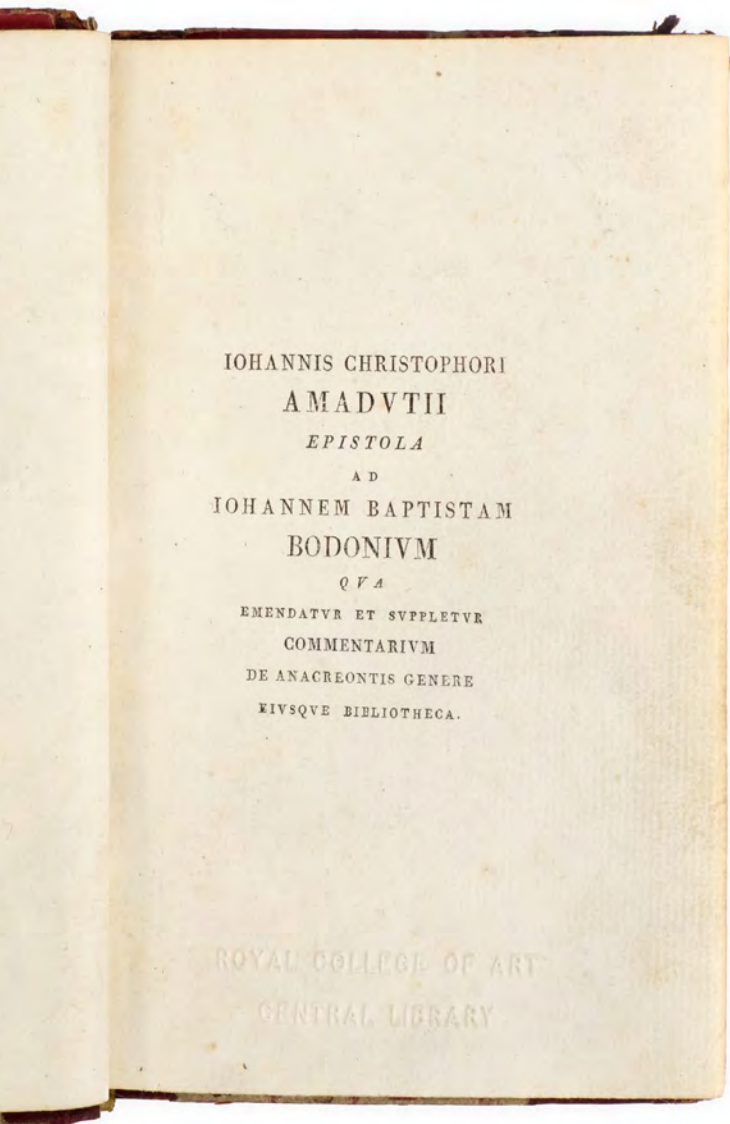 IOHANNIS CHRISTOPHORI
AMADVTII
EPISTOLA
AD
IOHANNEM BAPTISTAM
BODONIVM
QVA
EMENDATVR ET SVPPLETVR
COMMENTARIVM
DE ANACREONTIS GENERE
EIVSQVE BIBLIOTHECA.
ROYAL COLLEGE OF ART
CENTRAL LIBRARY